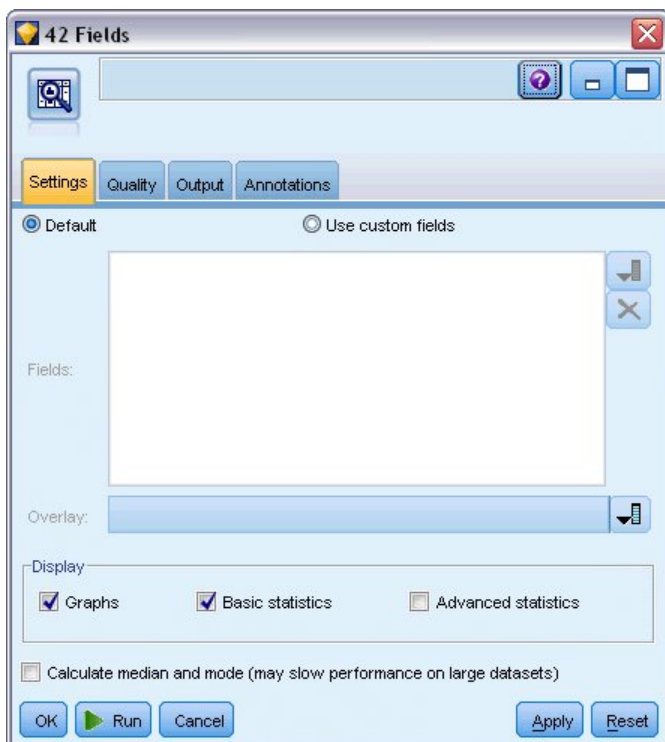 42 Fields
Settings
Quality
Output
Annotations
Default
Use custom fields
Fields:
Overlay:
Display
Graphs
Basic statistics
Advanced statistics
Calculate median and mode (may slow performance on large datasets)
OK
Run
Cancel
Apply
Reset